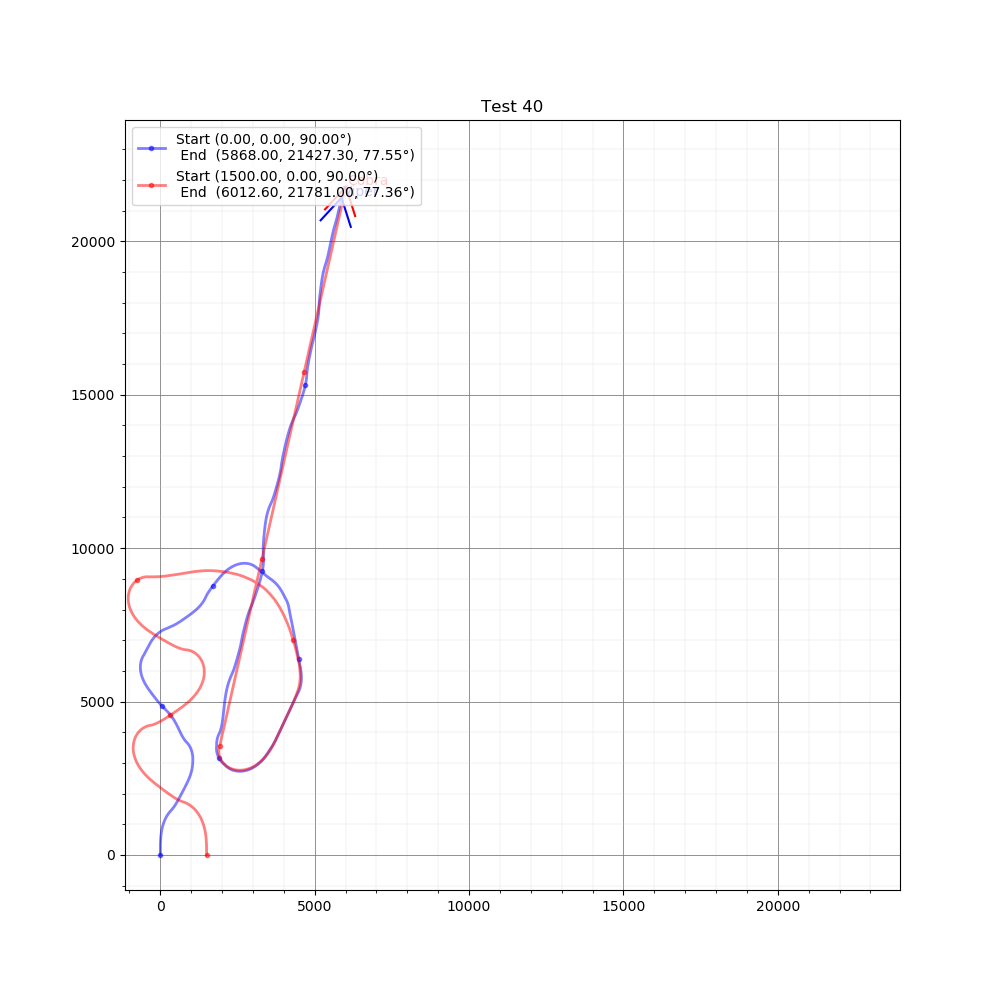 Test 40
Start (0.00, 0.00, 90.00°)
End (5868.00, 21427.30, 77.55°)
Start (1500.00, 0.00, 90.00°)
End (6012.60, 21781.00, 77.36°)
20000
15000
10000
5000
0
0 5000 10000 15000 20000